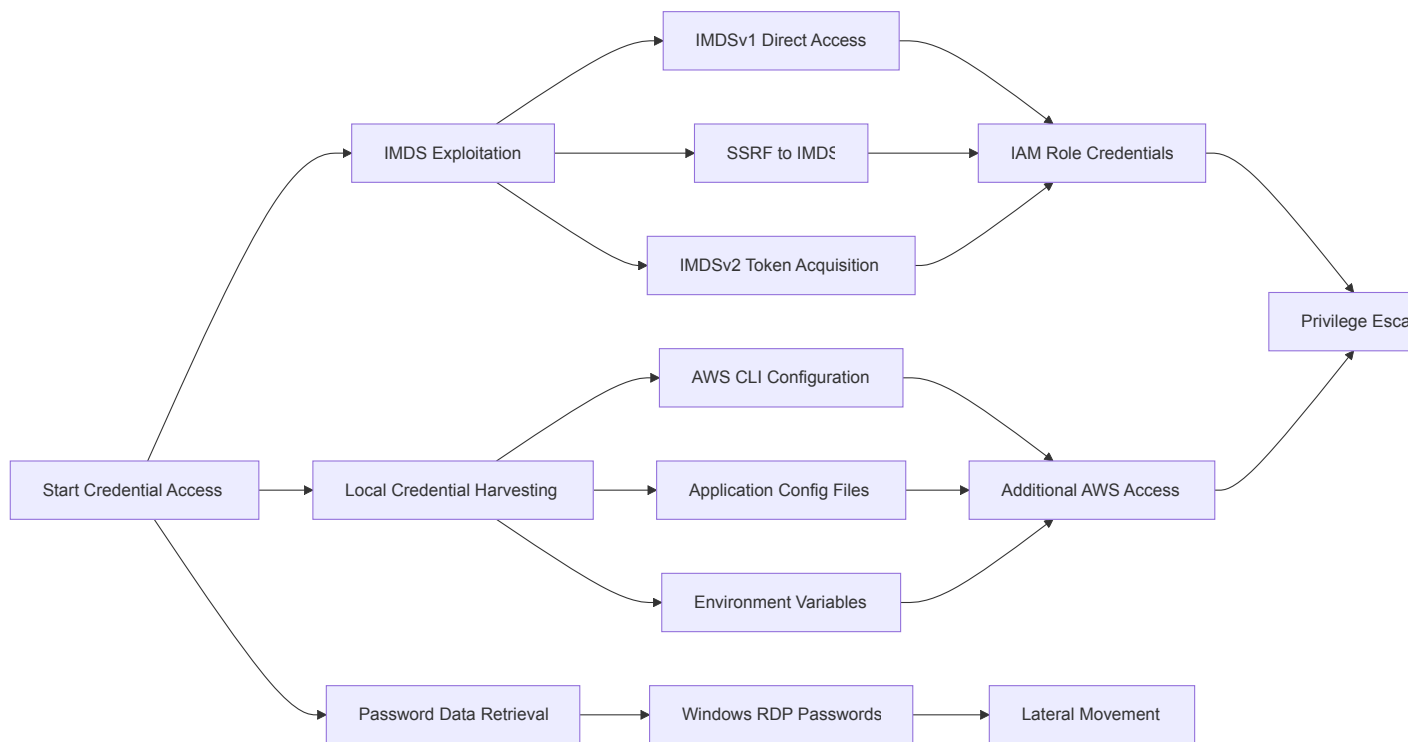 IMDSv1 Direct Access
IMDS Exploitation
SSRF to IMDS
IAM Role Credentials
IMDSv2 Token Acquisition
Privilege Esca
AWS CLI Configuration
Start Credential Access
Local Credential Harvesting
Application Config Files
Additional AWS Access
Environment Variables
Password Data Retrieval
Windows RDP Passwords
Lateral Movement